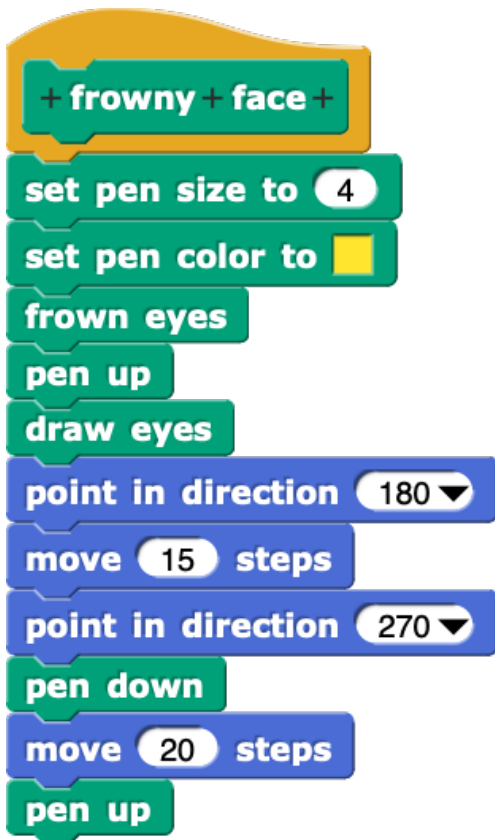 + frowny + face +
set pen size to 4
set pen color to
frown eyes
pen up
draw eyes
point in direction 180
move 15 steps
point in direction 270
pen down
move 20 steps
pen up